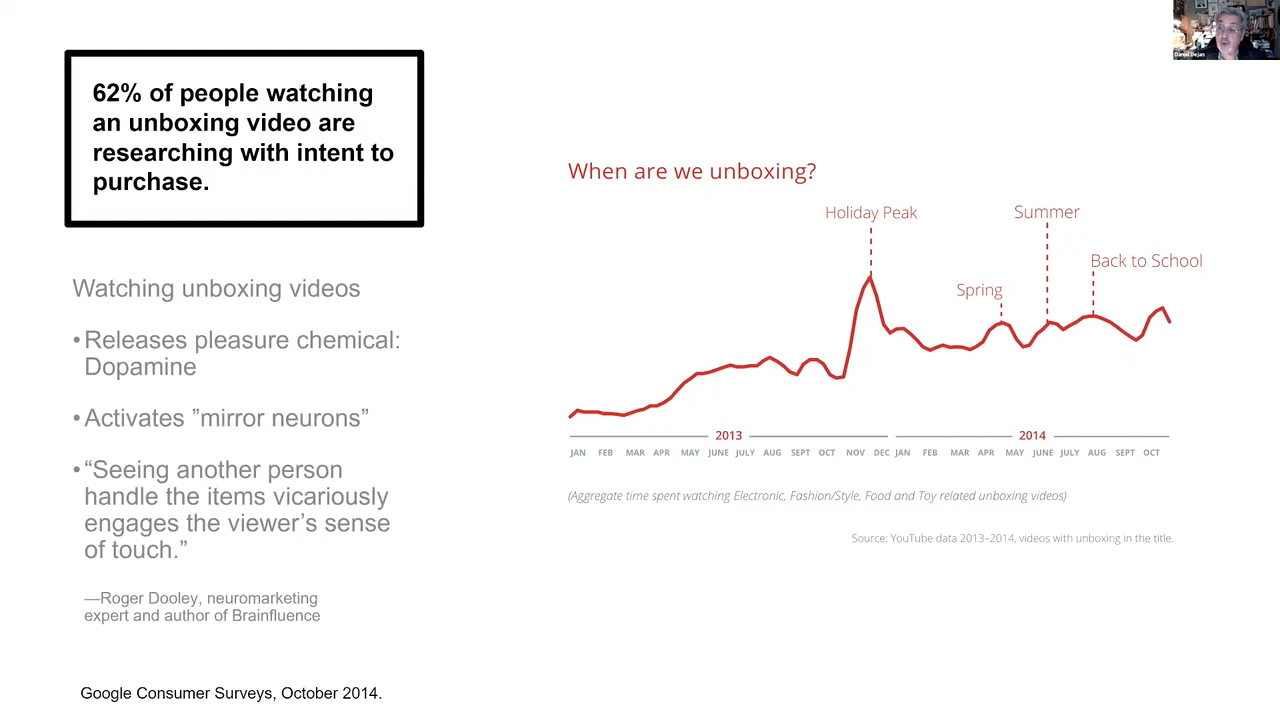 62% of people watching
an unboxing video are
researching with intent to
purchase.
Watching unboxing videos
•Releases pleasure chemical:
Dopamine
•Activates ”mirror neurons”
•“Seeing another person
handle the items vicariously
engages the viewer’s sense
of touch.”
—Roger Dooley, neuromarketing
expert and author of Brainfluence
Google Consumer Surveys, October 2014.
When are we unboxing?
Holiday Peak
Summer
Back to School
Spring
2013
2014
JAN FEB MAR APR MAY JUNE JULY AUG SEPT OCT NOV DEC JAN FEB MAR APR MAY JUNE JULY AUG SEPT OCT
(Aggregate time spent watching Electronic, Fashion/Style, Food and Toy related unboxing videos)
Source: YouTube data 2013–2014, videos with unboxing in the title.
Daniel Dejan